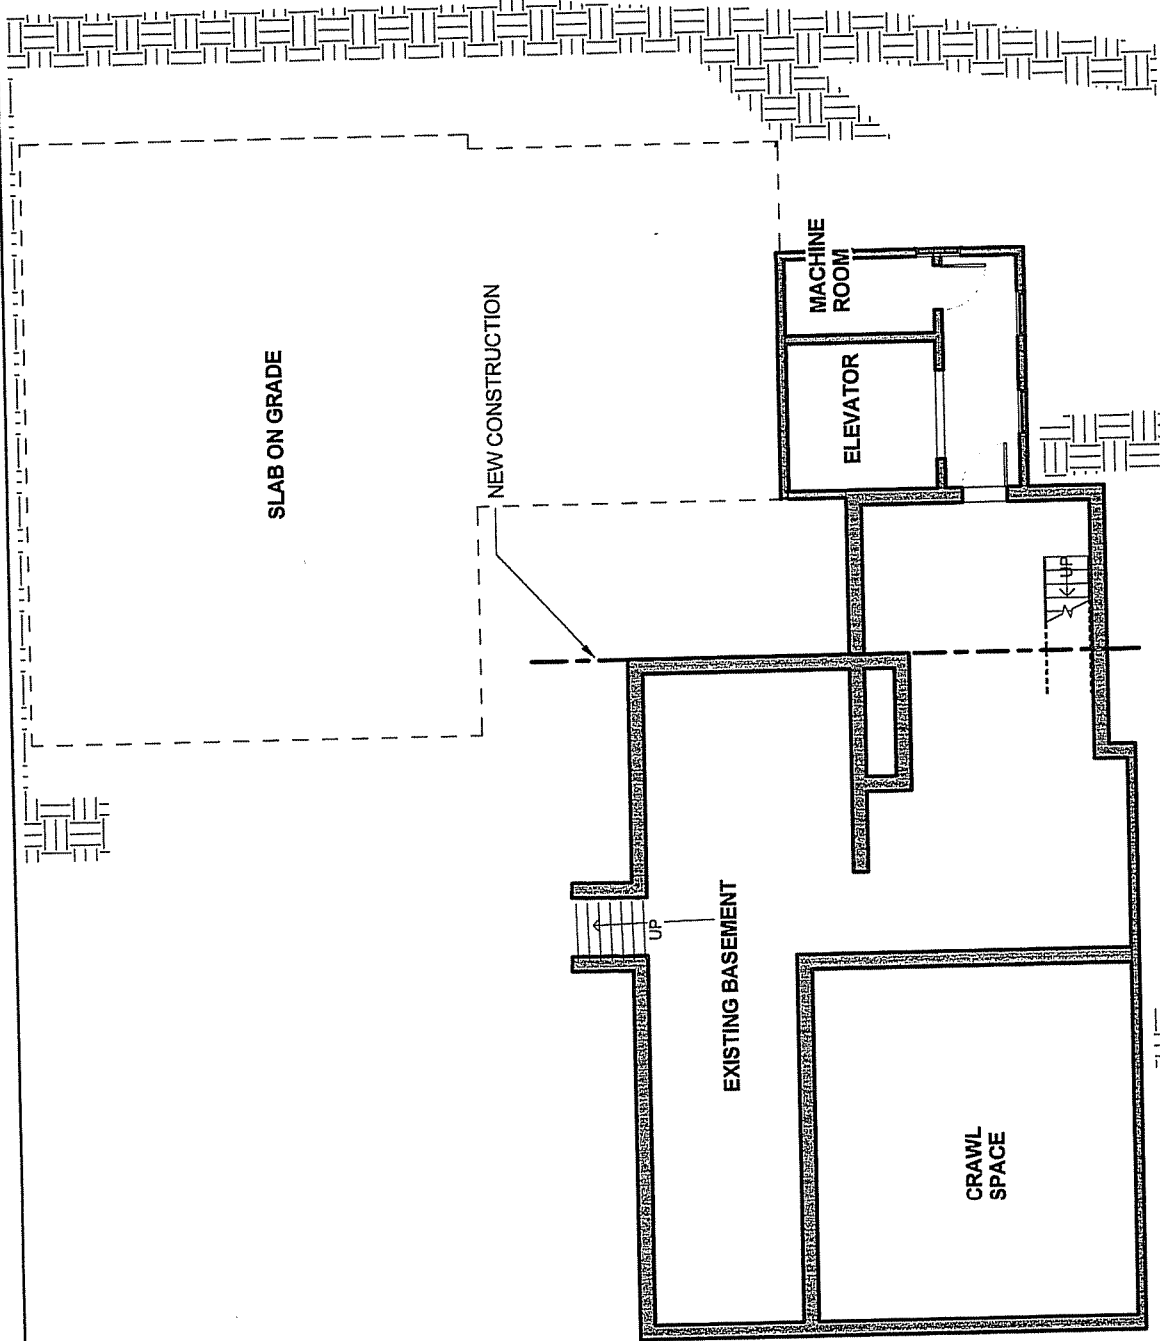 SLAB ON GRADE
NEW CONSTRUCTION
MACHINE
ROOM
ELEVATOR
UP
UP
EXISTING BASEMENT
CRAWL
SPACE